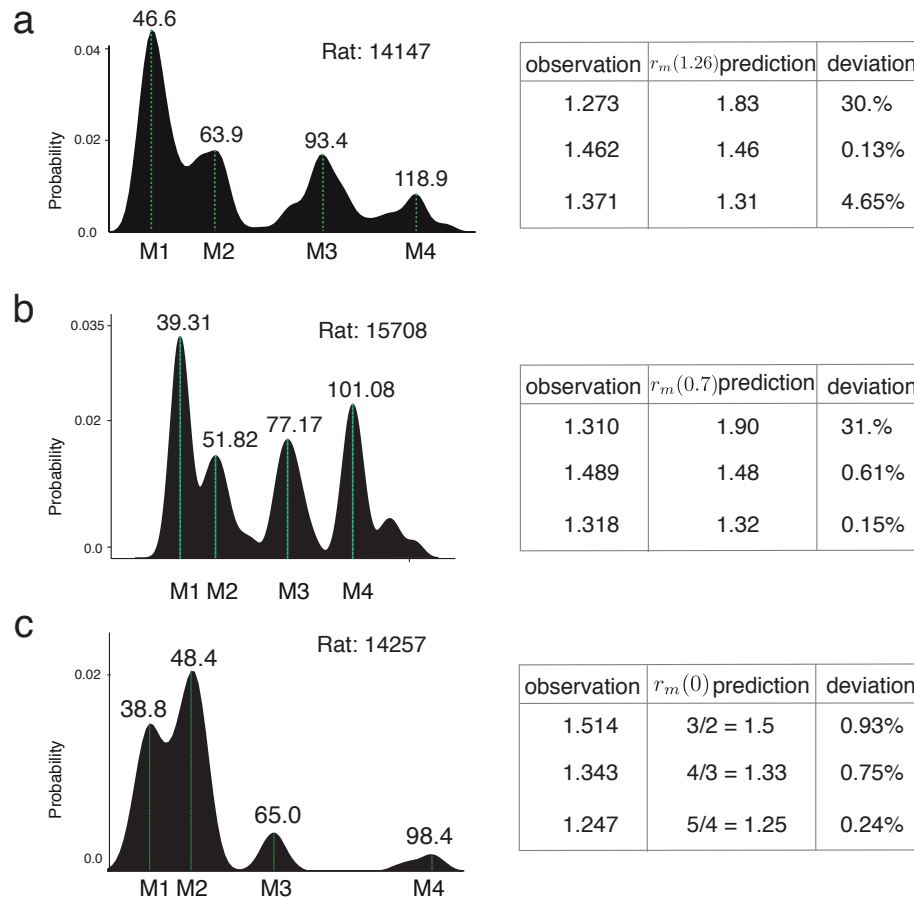 a
46.6
Rat: 14147
0.04
63.9
93.4
0.02
118.9
Probability
0.0
M1 M2 M3 M4
observation r_m(1.26)prediction deviation
1.273 1.83 30.%
1.462 1.46 0.13%
1.371 1.31 4.65%
b
0.035
39.31
Rat: 15708
101.08
0.02
51.82
77.17
Probability
0.0
M1 M2 M3 M4
observation r_m(0.7)prediction deviation
1.310 1.90 31.%
1.489 1.48 0.61%
1.318 1.32 0.15%
c
48.4
Rat: 14257
0.02
38.8
Probability
65.0
98.4
0.0
M1 M2 M3 M4
observation r_m(0) prediction deviation
1.514 3/2 = 1.5 0.93%
1.343 4/3 = 1.33 0.75%
1.247 5/4 = 1.25 0.24%